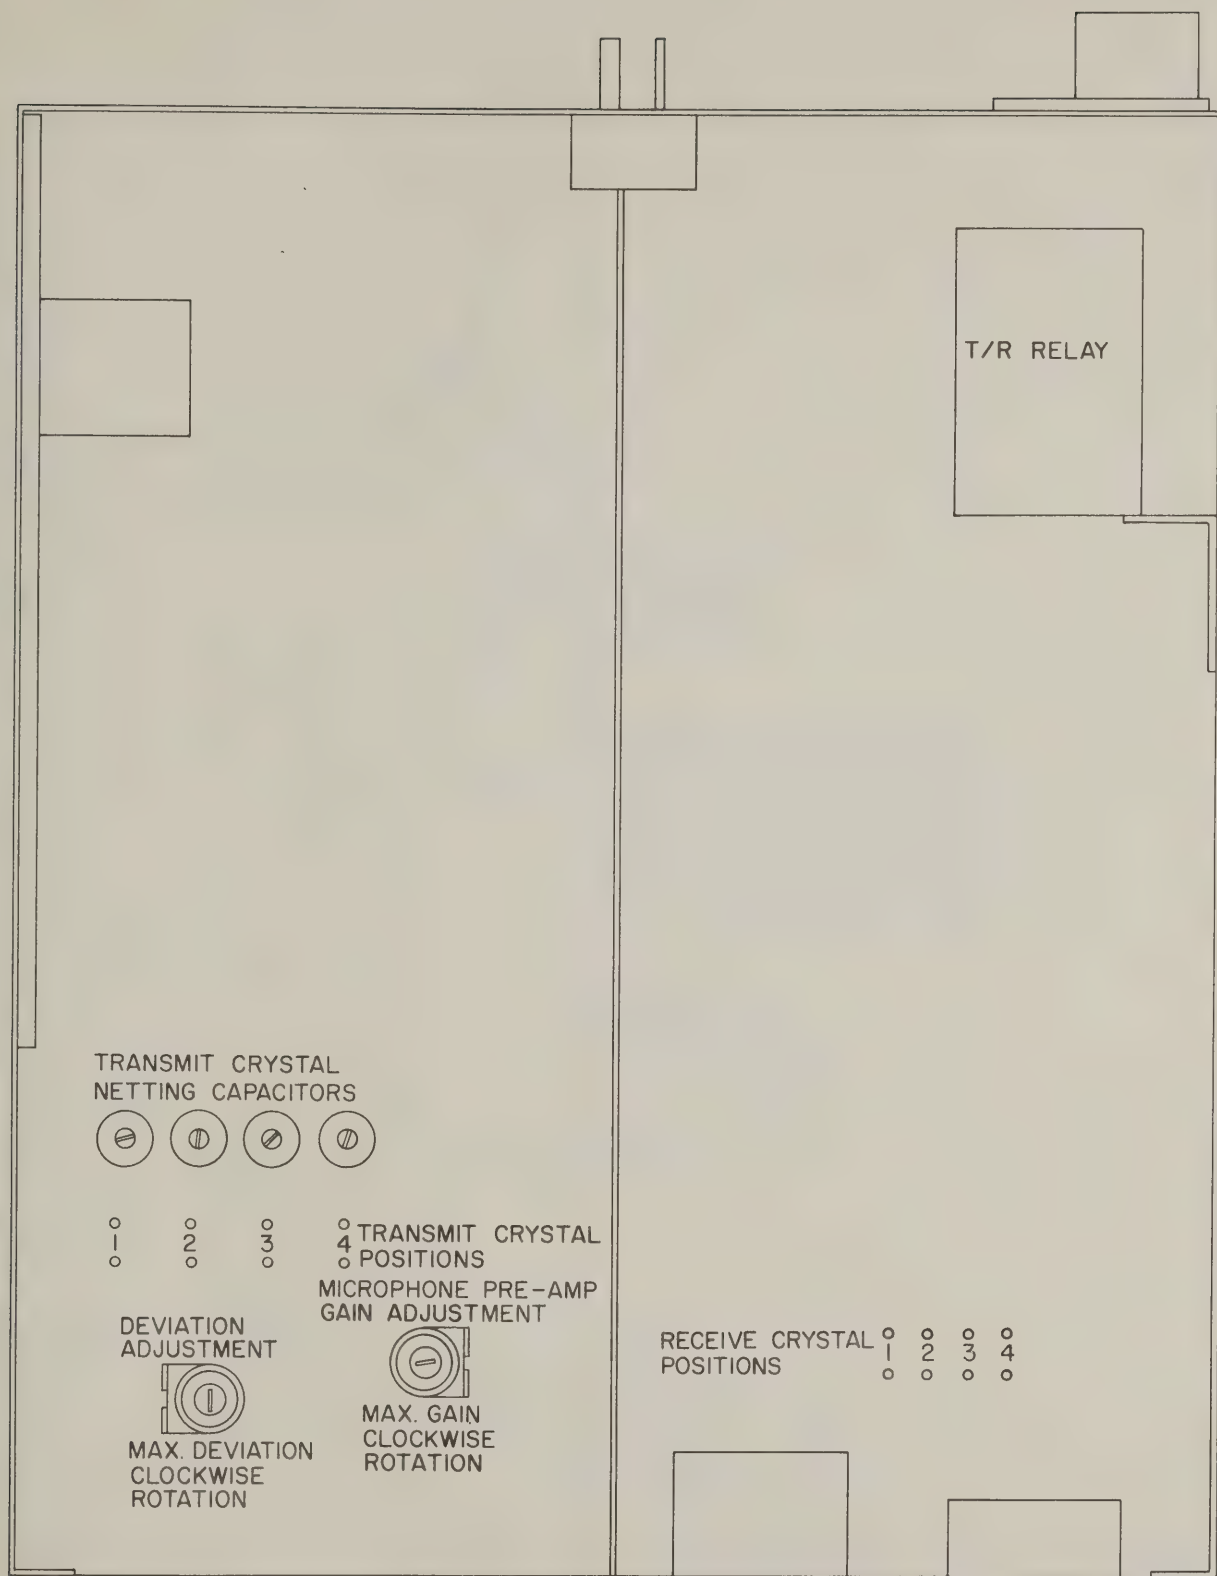 T/R RELAY
TRANSMIT CRYSTAL
NETTING CAPACITORS
1 2 3 4
TRANSMIT CRYSTAL
POSITIONS
MICROPHONE PRE-AMP
GAIN ADJUSTMENT
DEVIATION
ADJUSTMENT
MAX. GAIN
CLOCKWISE
ROTATION
MAX. DEVIATION
CLOCKWISE
ROTATION
RECEIVE CRYSTAL
POSITIONS
1 2 3 4